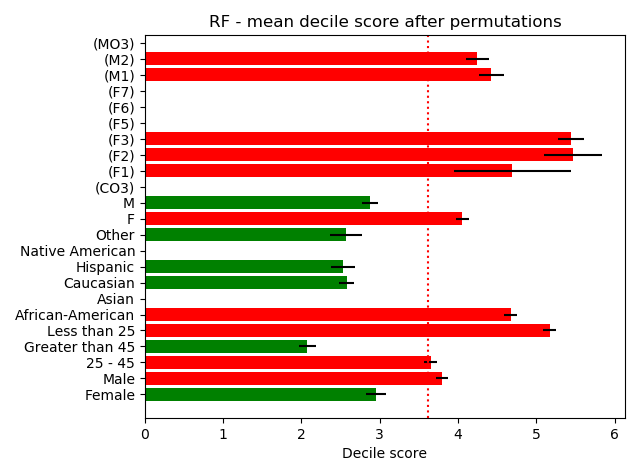 RF - mean decile score after permutations
(MO3)
(M2)
(M1)
(F7)
(F6)
(F5)
(F3)
(F2)
(F1)
(CO3)
M
F
Other
Native American
Hispanic
Caucasian
Asian
African-American
Less than 25
Greater than 45
25 - 45
Male
Female
0 1 2 3 4 5 6
Decile score